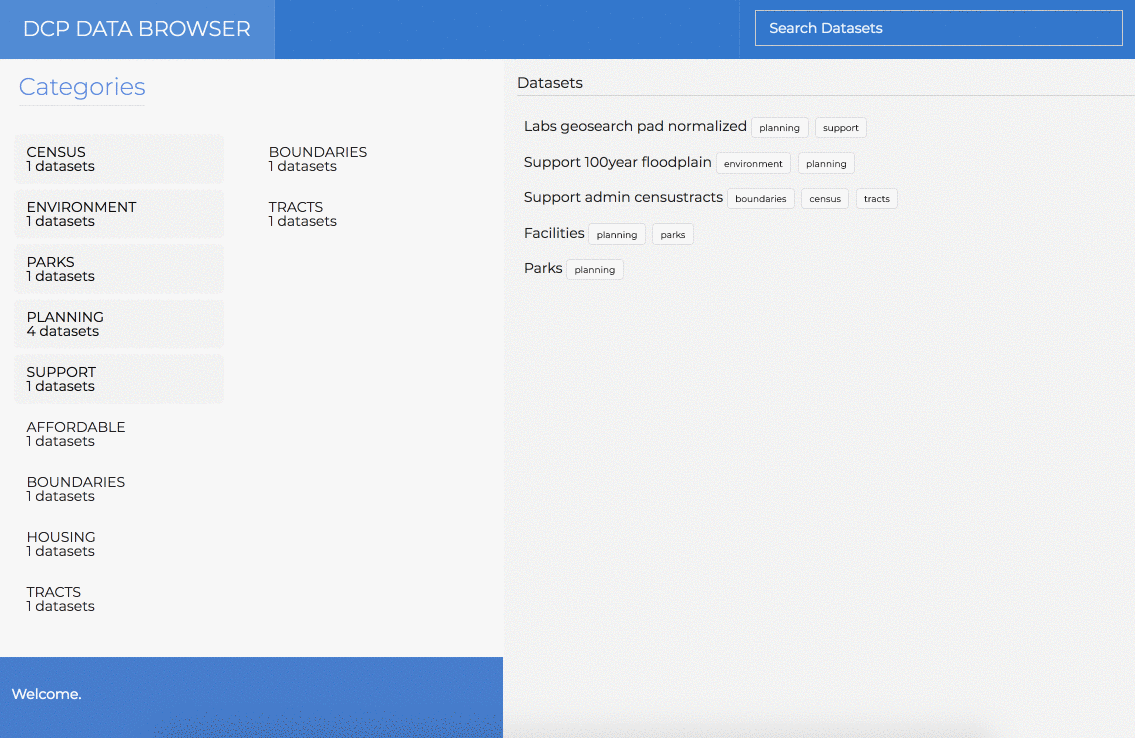 DCP DATA BROWSER
Search Datasets
Categories
CENSUS
1 datasets
ENVIRONMENT
1 datasets
PARKS
1 datasets
PLANNING
4 datasets
SUPPORT
1 datasets
AFFORDABLE
1 datasets
BOUNDARIES
1 datasets
HOUSING
1 datasets
TRACTS
1 datasets
BOUNDARIES
1 datasets
TRACTS
1 datasets
Welcome.
Datasets
Labs geosearch pad normalized planning support
Support 100year floodplain environment planning
Support admin censustracts boundaries census tracts
Facilities planning parks
Parks planning